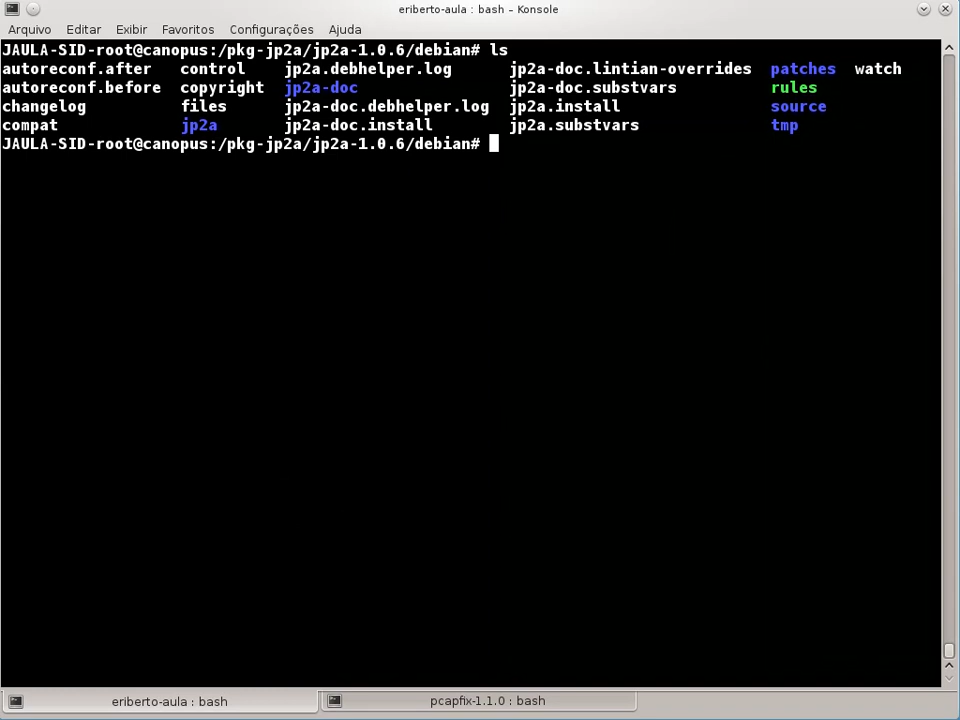 eriberto-aula : bash – Konsole
Arquivo Editar Exibir Favoritos Configurações Ajuda
JAULA-SID-root@canopus:/pkg-jp2a/jp2a-1.0.6/debian# ls
autoreconf.after control jp2a.debhelper.log jp2a-doc.lintian-overrides patches watch
autoreconf.before copyright jp2a-doc jp2a-doc.substvars rules
changelog files jp2a-doc.debhelper.log jp2a.install source
compat jp2a jp2a-doc.install jp2a.substvars tmp
JAULA-SID-root@canopus:/pkg-jp2a/jp2a-1.0.6/debian#
eriberto-aula : bash pcapfix-1.1.0 : bash